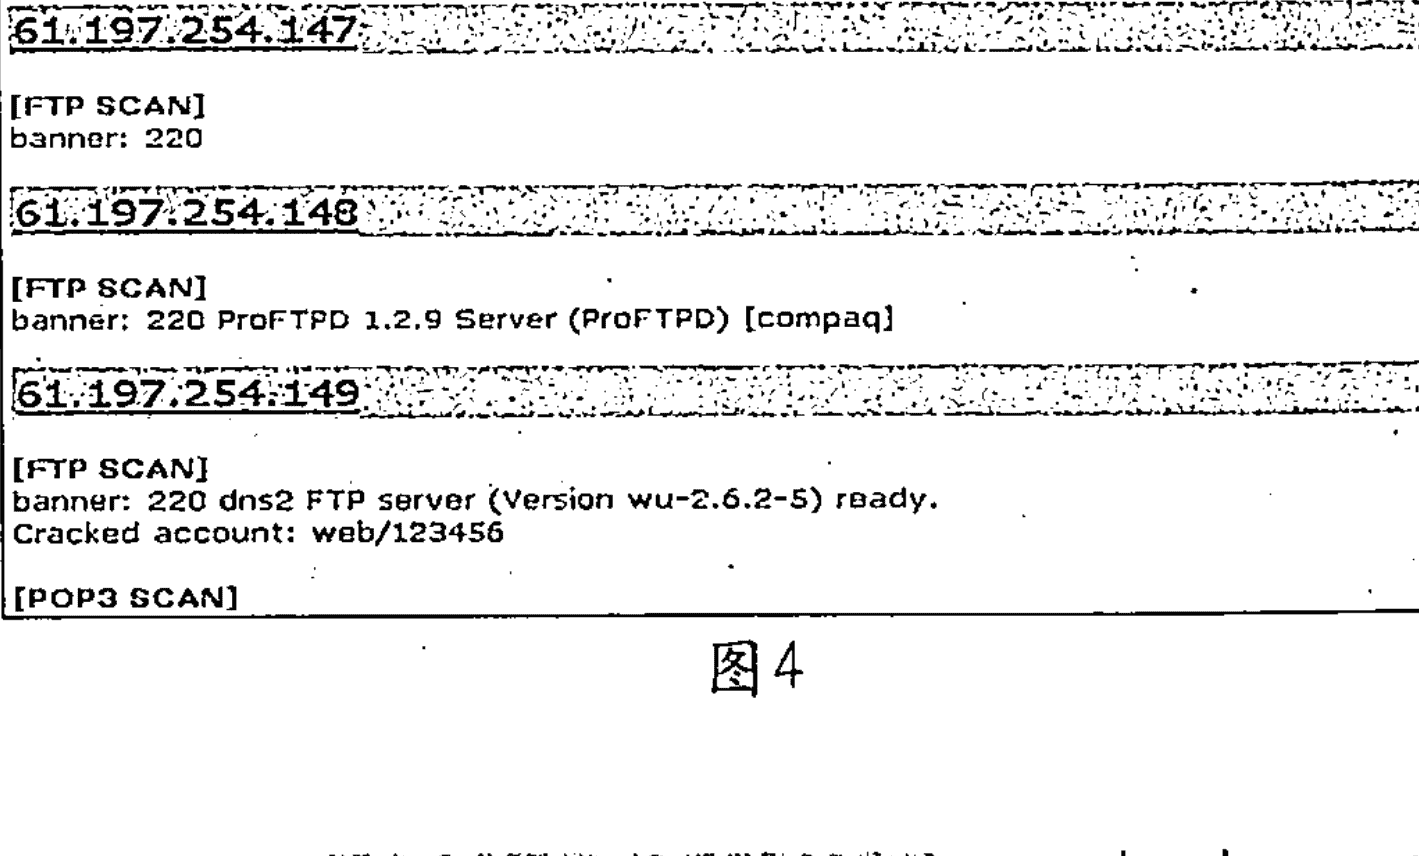 61.197.254.147
[FTP SCAN]
banner: 220
61.197.254.148
[FTP SCAN]
banner: 220 ProFTPD 1.2.9 Server (ProFTPD) [compaq]
61.197.254.149
[FTP SCAN]
banner: 220 dns2 FTP server (Version wu-2.6.2-5) ready.
Cracked account: web/123456
[POP3 SCAN]
图4